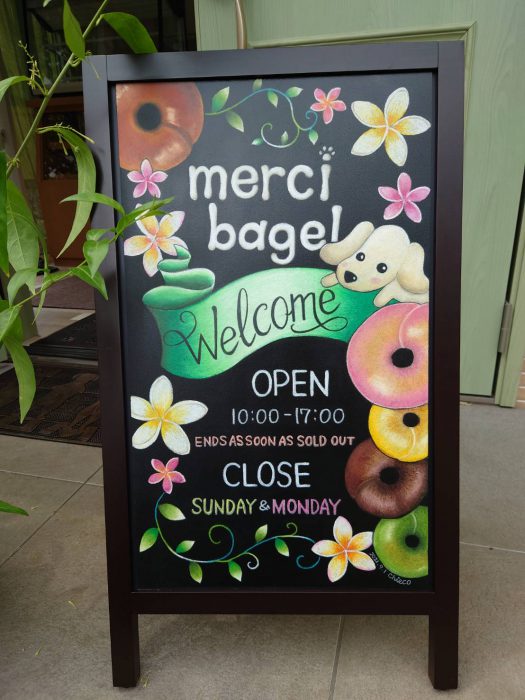 merci
bagel
Welcome
OPEN
10:00-17:00
ENDS AS SOON AS SOLD OUT
CLOSE
SUNDAY & MONDAY